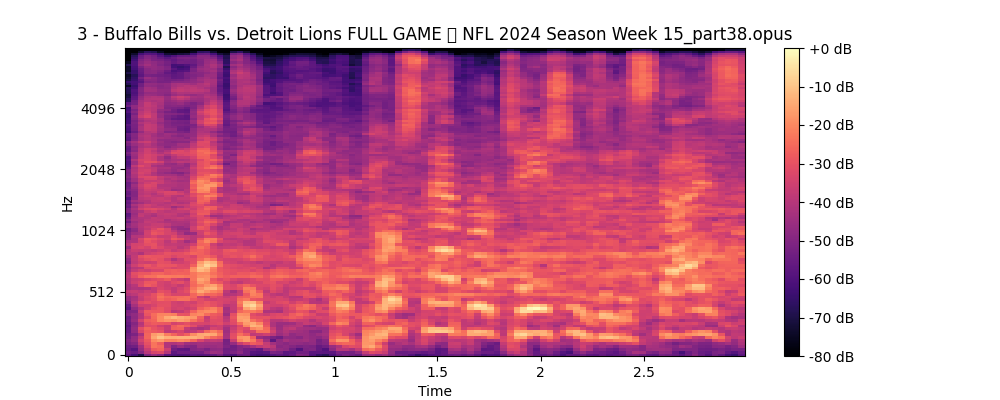 3 - Buffalo Bills vs. Detroit Lions FULL GAME ▯ NFL 2024 Season Week 15_part38.opus
+0 dB
4096
-10 dB
-20 dB
2048
-30 dB
Hz
1024
-40 dB
-50 dB
512
-60 dB
-70 dB
0
-80 dB
0 0.5 1 1.5 2 2.5
Time